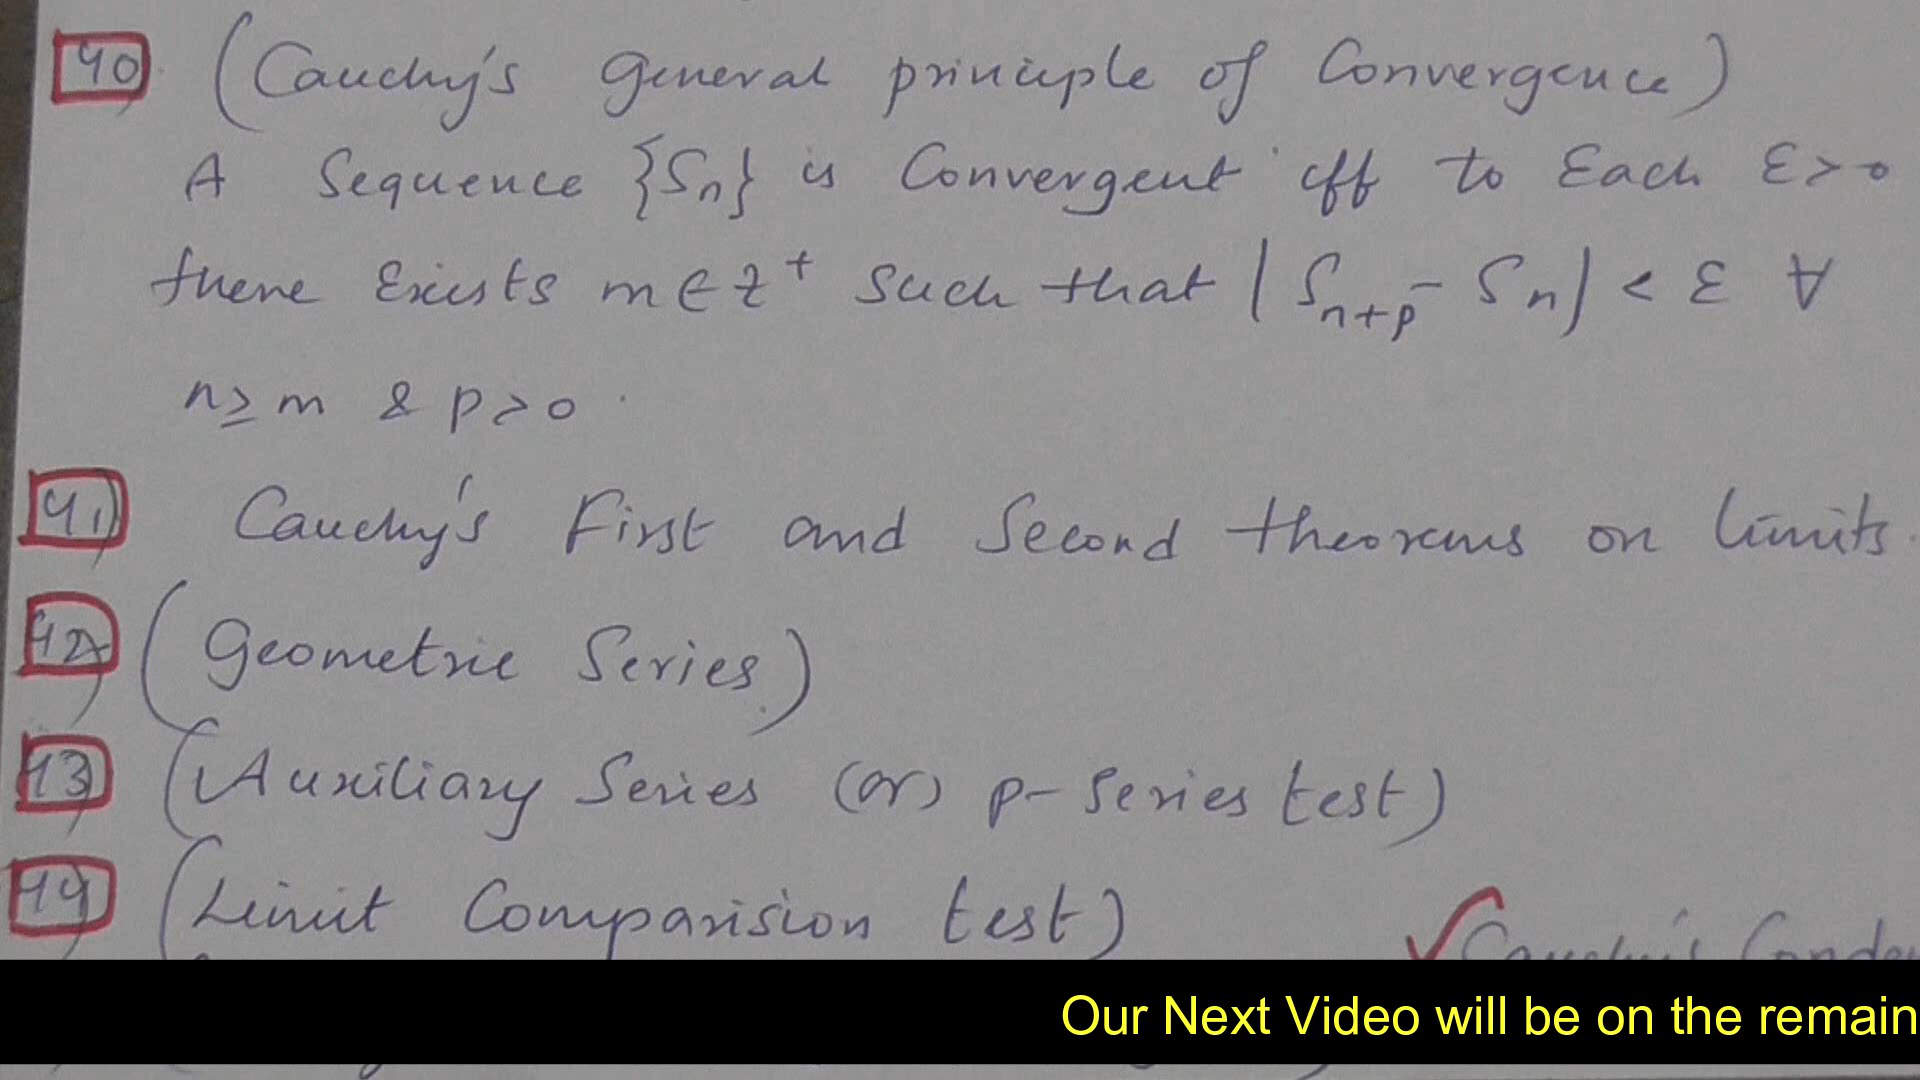 40) (Cauchy's general principle of Convergence)
A Sequence {Sn} is Convergent iff to Each ε>0
there Exists m∈Z⁺ such that |Sn+p - Sn| < ε ∀
n≥m & p>0.
41) Cauchy's First and Second theorems on limits.
42) (Geometric Series.)
43) (Auxiliary Series (or) p-series test)
44) (Limit Comparision test)
✓Cauchy's Conde
Our Next Video will be on the remain